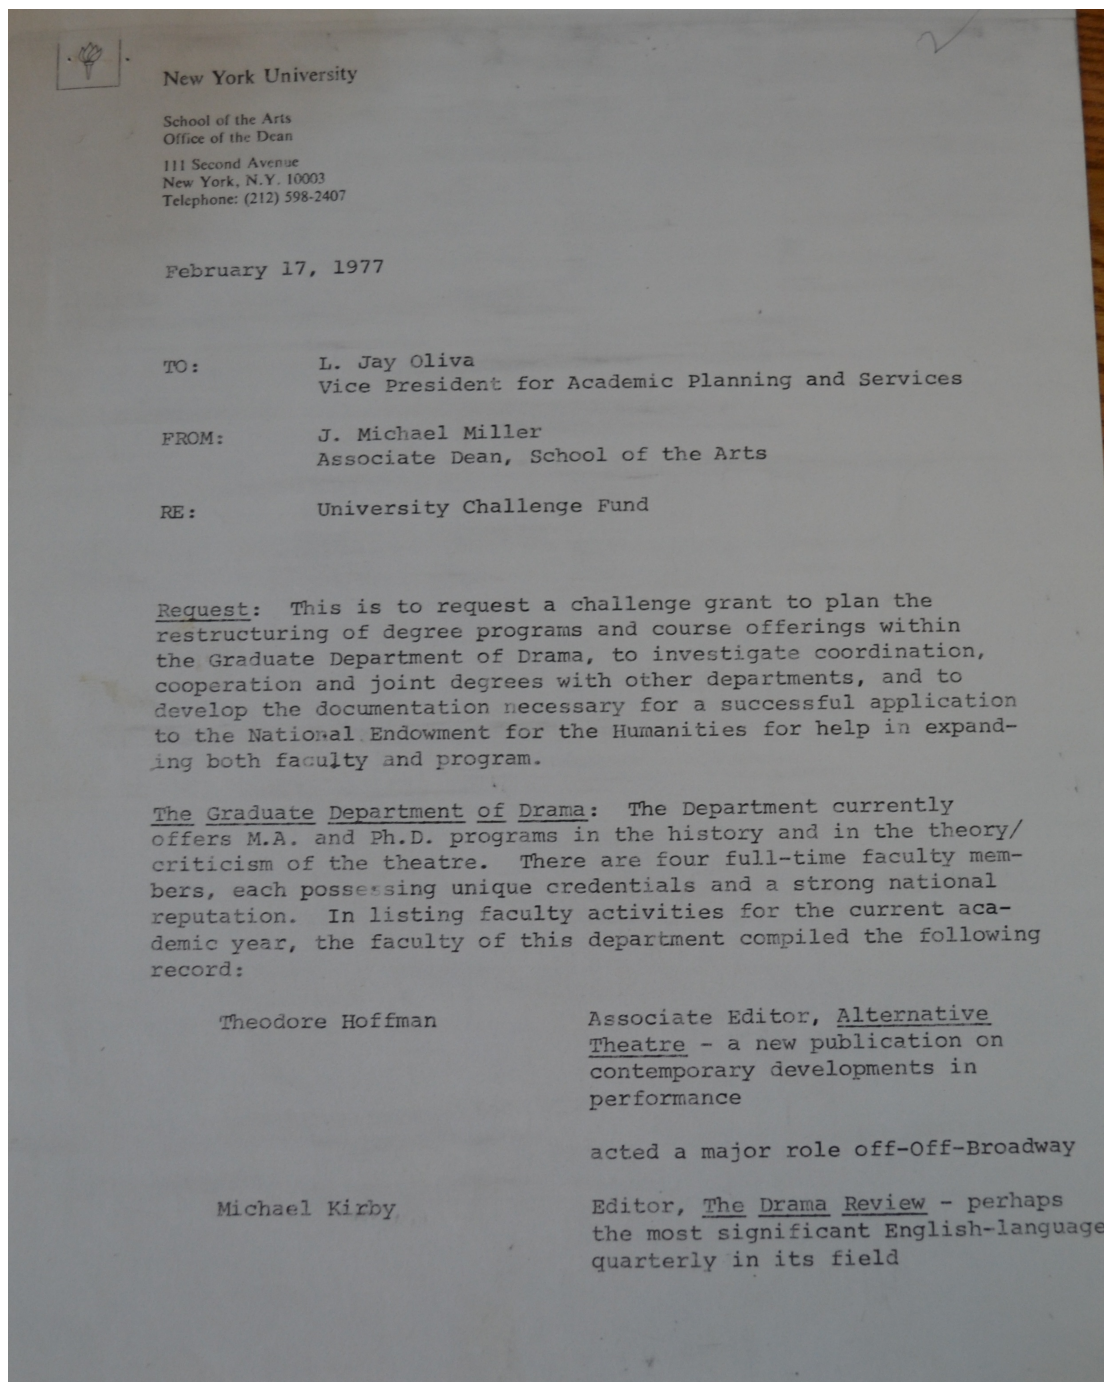 New York University
School of the Arts
Office of the Dean
111 Second Avenue
New York, N.Y. 10003
Telephone: (212) 598-2407
February 17, 1977
TO: L. Jay Oliva
Vice President for Academic Planning and Services
FROM: J. Michael Miller
Associate Dean, School of the Arts
RE: University Challenge Fund
Request: This is to request a challenge grant to plan the
restructuring of degree programs and course offerings within
the Graduate Department of Drama, to investigate coordination,
cooperation and joint degrees with other departments, and to
develop the documentation necessary for a successful application
to the National Endowment for the Humanities for help in expand-
ing both faculty and program.
The Graduate Department of Drama: The Department currently
offers M.A. and Ph.D. programs in the history and in the theory/
criticism of the theatre. There are four full-time faculty mem-
bers, each possessing unique credentials and a strong national
reputation. In listing faculty activities for the current aca-
demic year, the faculty of this department compiled the following
record:
Theodore Hoffman Associate Editor, Alternative
Theatre - a new publication on
contemporary developments in
performance
acted a major role off-Off-Broadway
Michael Kirby Editor, The Drama Review - perhaps
the most significant English-language
quarterly in its field